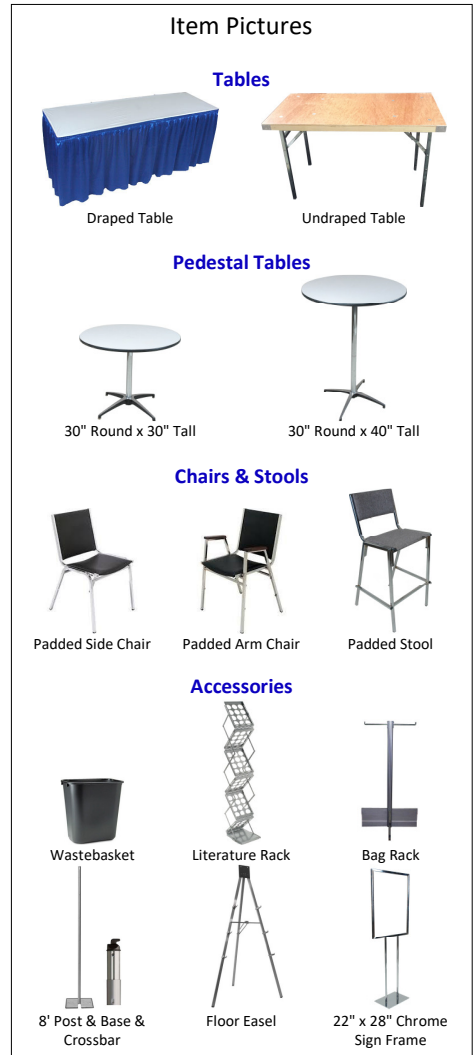 Item Pictures
Tables
Draped Table
Undraped Table
Pedestal Tables
30" Round x 30" Tall
30" Round x 40" Tall
Chairs & Stools
Padded Side Chair
Padded Arm Chair
Padded Stool
Accessories
Wastebasket
Literature Rack
Bag Rack
8' Post & Base &
Crossbar
Floor Easel
22" x 28" Chrome
Sign Frame